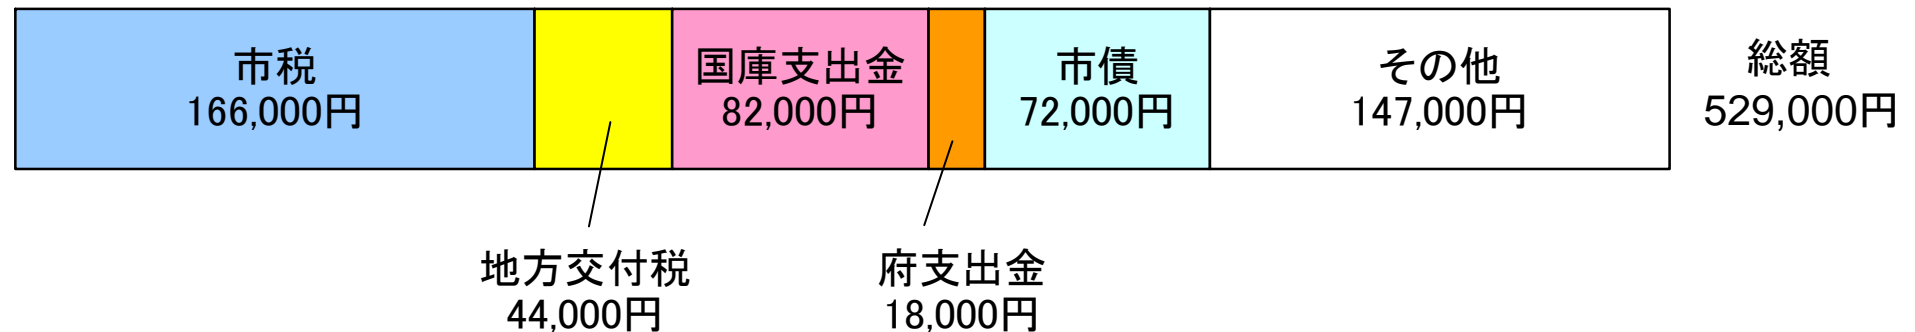 市税
166,000円
国庫支出金
82,000円
市債
72,000円
その他
147,000円
総額
529,000円
地方交付税
44,000円
府支出金
18,000円